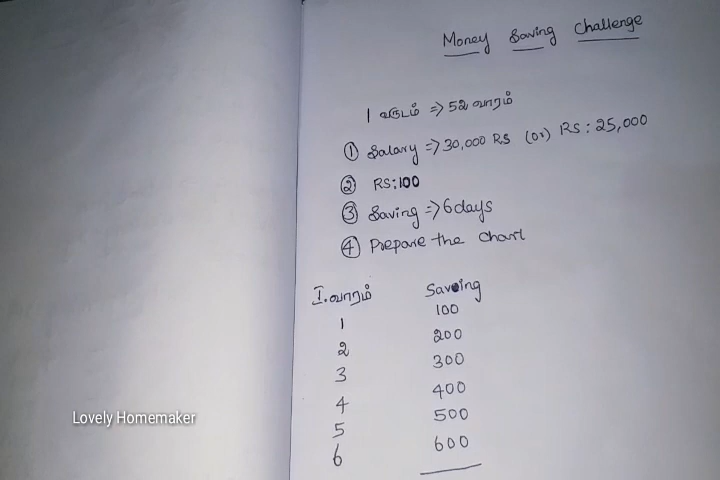 Money Saving Challenge
1 வருடம் => 52 வாரம்
① Salary => 30,000 RS (or) RS: 25,000
② RS:100
③ Saving => 6 days
④ Prepare the Chart
I. வாரம் Saving
1 100
2 200
3 300
4 400
5 500
6 600
Lovely Homemaker